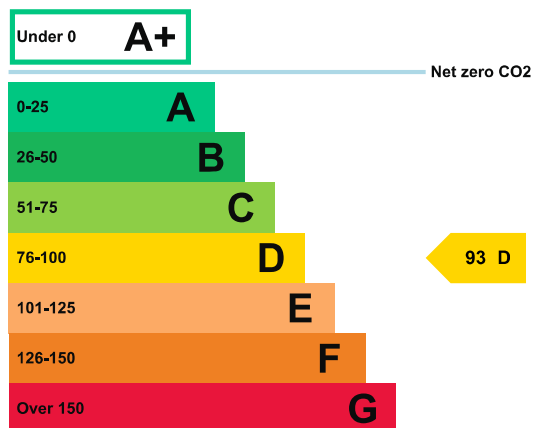 Under 0 A+
Net zero CO2
0-25 A
26-50 B
51-75 C
76-100 D
93 D
101-125 E
126-150 F
Over 150 G